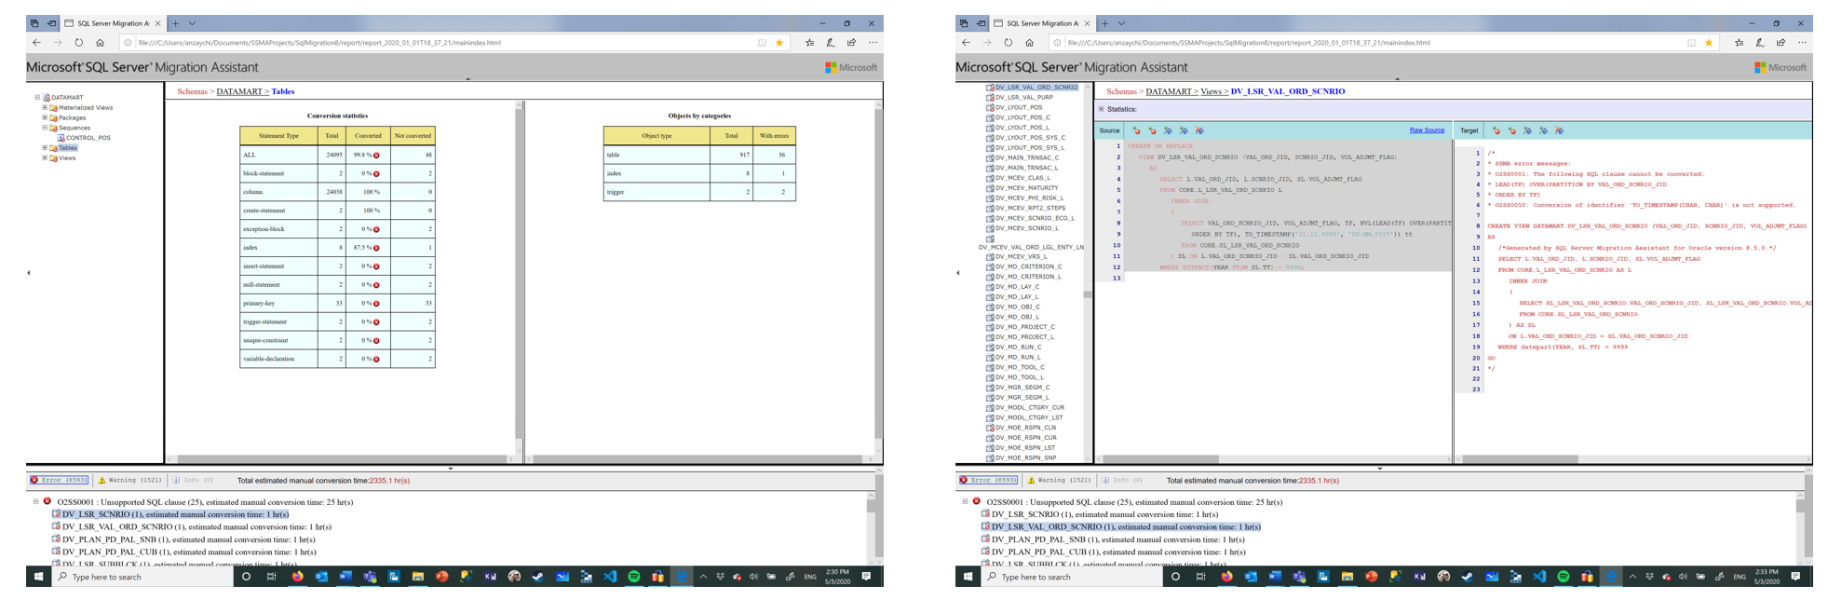 SQL Server Migration A
file:///C:/Users/anzaychi/Documents/SSMAProjects/SqlMigration8/report/report_2020_01_01T18_37_21/mainindex.html
Microsoft SQL Server Migration Assistant
Microsoft
DATAMART
Materialized Views
Packages
Sequences
CONTROL_POS
Tables
Views
Schemas > DATAMART > Tables
Conversion statistics
Statement Type Total Converted Not converted
ALL 24095 99.8 % 48
block-statement 2 0 % 2
column 24038 100 % 0
create-statement 2 100 % 0
exception-block 2 0 % 2
index 8 87.5 % 1
insert-statement 2 0 % 2
null-statement 2 0 % 2
primary-key 33 0 % 33
trigger-statement 2 0 % 2
unique-constraint 2 0 % 2
variable-declaration 2 0 % 2
Objects by categories
Object type Total With errors
table 917 36
index 8 1
trigger 2 2
Error (8593) Warning (1521) Info (0) Total estimated manual conversion time:2335.1 hr(s)
O2SS0001 : Unsupported SQL clause (25), estimated manual conversion time: 25 hr(s)
DV_LSR_SCNRIO (1), estimated manual conversion time: 1 hr(s)
DV_LSR_VAL_ORD_SCNRIO (1), estimated manual conversion time: 1 hr(s)
DV_PLAN_PD_PAL_SNB (1), estimated manual conversion time: 1 hr(s)
DV_PLAN_PD_PAL_CUB (1), estimated manual conversion time: 1 hr(s)
DV_LSR_SUBBLCK (1), estimated manual conversion time: 1 hr(s)
Type here to search
ENG
2:30 PM
5/3/2020
SQL Server Migration A
file:///C:/Users/anzaychi/Documents/SSMAProjects/SqlMigration8/report/report_2020_01_01T18_37_21/mainindex.html
Microsoft SQL Server Migration Assistant
Microsoft
DV_LSR_VAL_ORD_SCNRIO
DV_LSR_VAL_PURP
DV_LYOUT_POS
DV_LYOUT_POS_C
DV_LYOUT_POS_L
DV_LYOUT_POS_SYS_C
DV_LYOUT_POS_SYS_L
DV_MAIN_TRNSAC_C
DV_MAIN_TRNSAC_L
DV_MCEV_CLAS_L
DV_MCEV_MATURITY
DV_MCEV_PHI_RISK_L
DV_MCEV_RPT2_STEPS
DV_MCEV_SCNRIO_ECO_L
DV_MCEV_SCNRIO_L
DV_MCEV_VAL_ORD_LGL_ENTY_LN
DV_MCEV_VRS_L
DV_MD_CRITERION_C
DV_MD_CRITERION_L
DV_MD_LAY_C
DV_MD_LAY_L
DV_MD_OBJ_C
DV_MD_OBJ_L
DV_MD_PROJECT_C
DV_MD_PROJECT_L
DV_MD_RUN_C
DV_MD_RUN_L
DV_MD_TOOL_C
DV_MD_TOOL_L
DV_MGR_SEGM_C
DV_MGR_SEGM_L
DV_MODL_CTGRY_CUR
DV_MODL_CTGRY_LST
DV_MOE_RSPN_CLN
DV_MOE_RSPN_CUR
DV_MOE_RSPN_LST
DV_MOE_RSPN_SNP
Schemas > DATAMART > Views > DV_LSR_VAL_ORD_SCNRIO
Statistics:
Source Raw Source
1 CREATE OR REPLACE
2 VIEW DV_LSR_VAL_ORD_SCNRIO (VAL_ORD_JID, SCNRIO_JID, VOL_ADJMT_FLAG)
3 AS
4 SELECT L.VAL_ORD_JID, L.SCNRIO_JID, SL.VOL_ADJMT_FLAG
5 FROM CORE.L_LSR_VAL_ORD_SCNRIO L
6 INNER JOIN
7 (
8 SELECT VAL_ORD_SCNRIO_JID, VOL_ADJMT_FLAG, TF, NVL(LEAD(TF) OVER(PARTIT
9 ORDER BY TF), TO_TIMESTAMP('31.12.9999', 'DD.MM.YYYY')) tt
10 FROM CORE.SL_LSR_VAL_ORD_SCNRIO
11 ) SL ON L.VAL_ORD_SCNRIO_JID = SL.VAL_ORD_SCNRIO_JID
12 WHERE EXTRACT(YEAR FROM SL.TT) = 9999;
13
Target
1 /*
2 * SSMA error messages:
3 * O2SS0001: The following SQL clause cannot be converted:
4 * LEAD(TF) OVER(PARTITION BY VAL_ORD_SCNRIO_JID
5 * ORDER BY TF)
6 * O2SS0050: Conversion of identifier 'TO_TIMESTAMP(CHAR, CHAR)' is not supported.
7
8 CREATE VIEW DATAMART.DV_LSR_VAL_ORD_SCNRIO (VAL_ORD_JID, SCNRIO_JID, VOL_ADJMT_FLAG)
9 AS
10 /*Generated by SQL Server Migration Assistant for Oracle version 8.5.0.*/
11 SELECT L.VAL_ORD_JID, L.SCNRIO_JID, SL.VOL_ADJMT_FLAG
12 FROM CORE.L_LSR_VAL_ORD_SCNRIO AS L
13 INNER JOIN
14 (
15 SELECT SL_LSR_VAL_ORD_SCNRIO.VAL_ORD_SCNRIO_JID, SL_LSR_VAL_ORD_SCNRIO.VOL_AD
16 FROM CORE.SL_LSR_VAL_ORD_SCNRIO
17 ) AS SL
18 ON L.VAL_ORD_SCNRIO_JID = SL.VAL_ORD_SCNRIO_JID
19 WHERE datepart(YEAR, SL.TT) = 9999
20 GO
21 */
22
23
Error (8593) Warning (1521) Info (0) Total estimated manual conversion time:2335.1 hr(s)
O2SS0001 : Unsupported SQL clause (25), estimated manual conversion time: 25 hr(s)
DV_LSR_SCNRIO (1), estimated manual conversion time: 1 hr(s)
DV_LSR_VAL_ORD_SCNRIO (1), estimated manual conversion time: 1 hr(s)
DV_PLAN_PD_PAL_SNB (1), estimated manual conversion time: 1 hr(s)
DV_PLAN_PD_PAL_CUB (1), estimated manual conversion time: 1 hr(s)
DV_LSR_SUBBLCK (1), estimated manual conversion time: 1 hr(s)
Type here to search
ENG
2:33 PM
5/3/2020